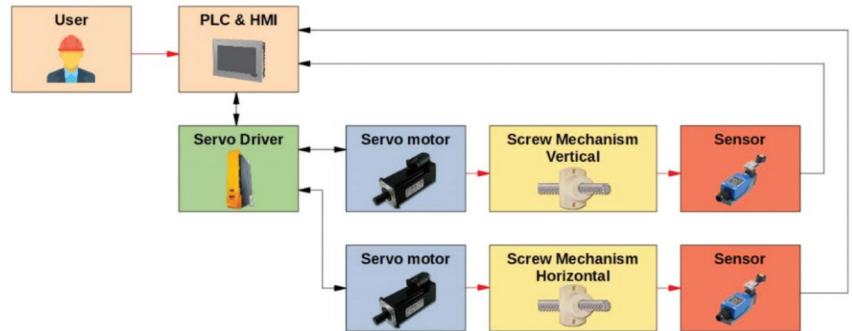 User
PLC & HMI
Servo Driver
Servo motor
Screw Mechanism
Vertical
Sensor
Servo motor
Screw Mechanism
Horizontal
Sensor